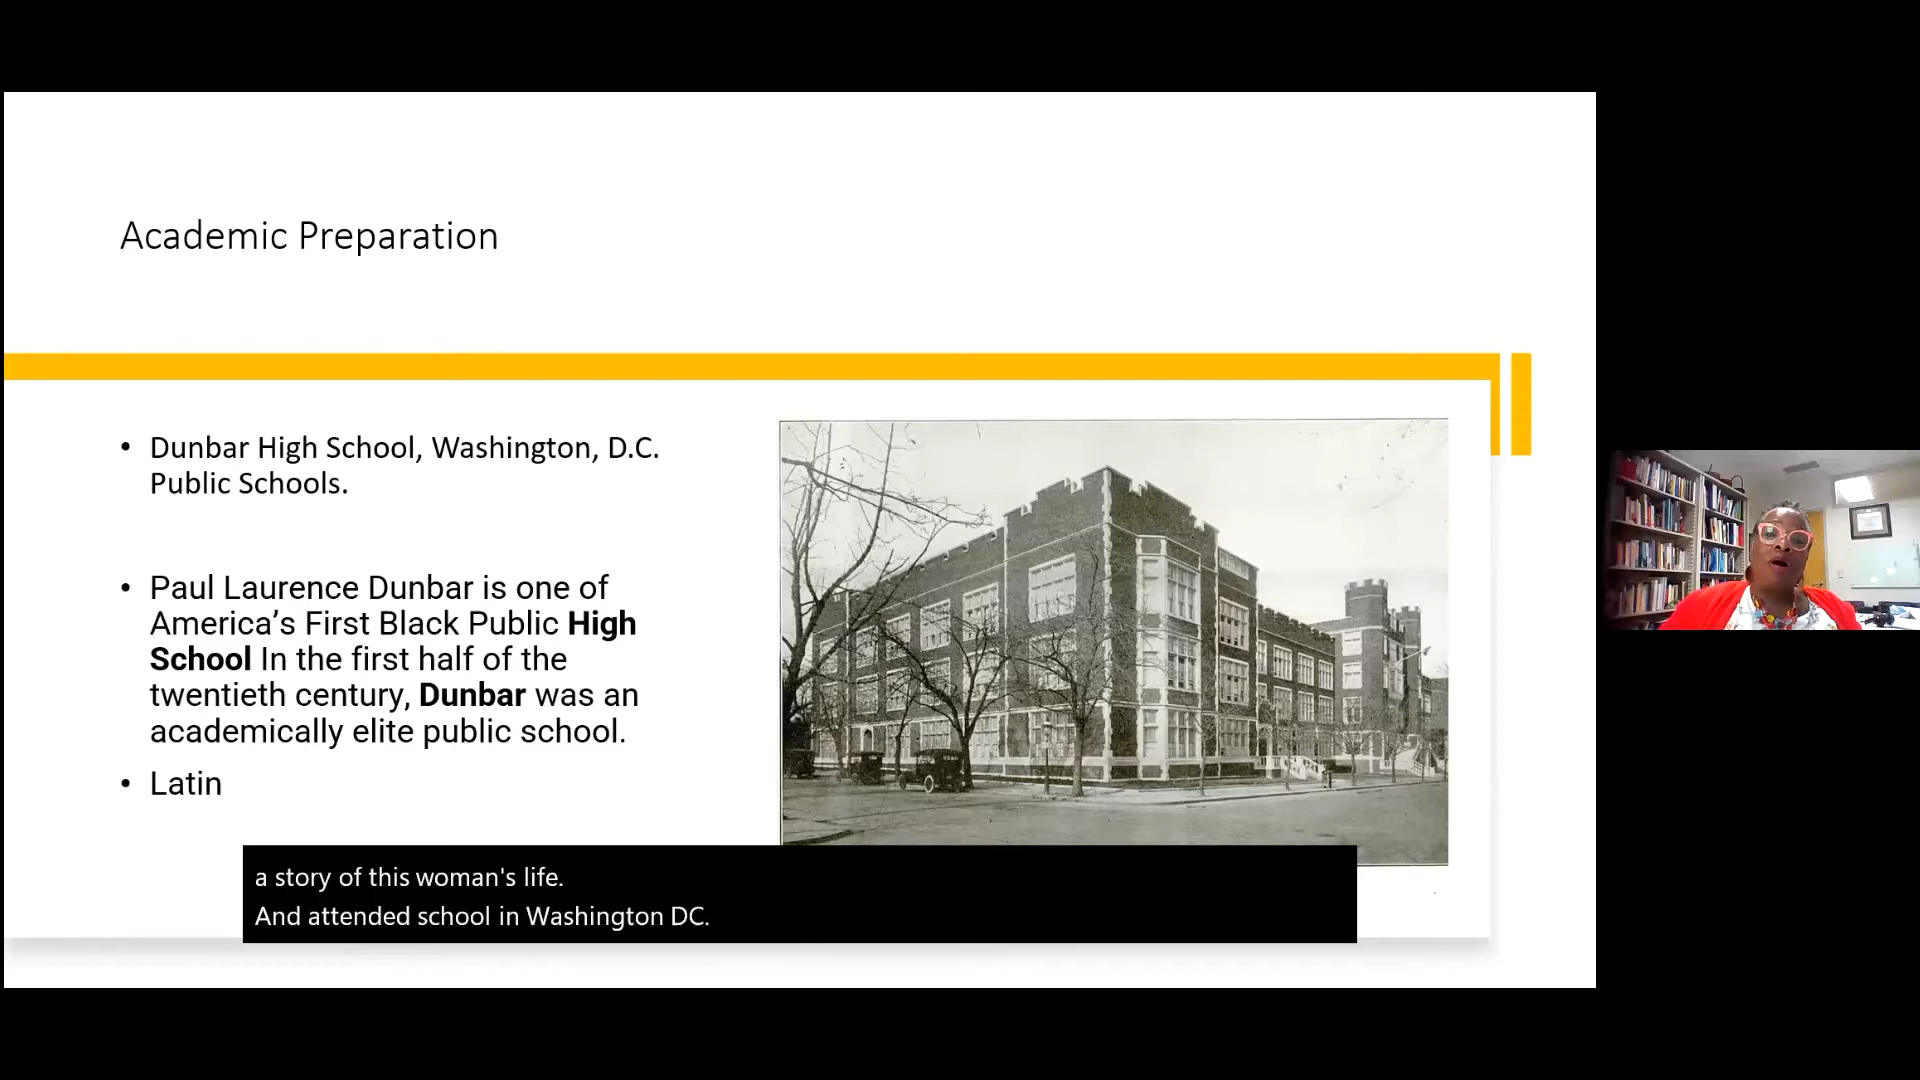 Academic Preparation
• Dunbar High School, Washington, D.C.
Public Schools.
• Paul Laurence Dunbar is one of
America’s First Black Public High
School In the first half of the
twentieth century, Dunbar was an
academically elite public school.
• Latin
a story of this woman's life.
And attended school in Washington DC.